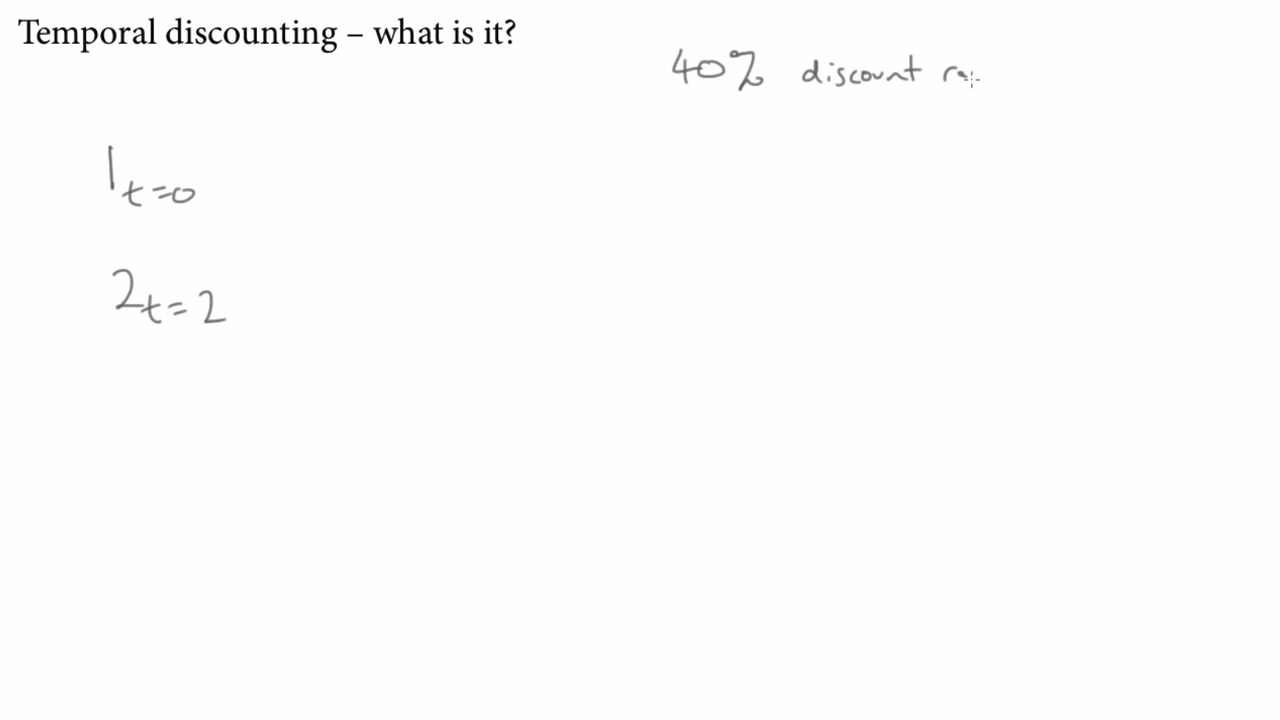 Temporal discounting – what is it?
40% discount
1t=0
2t=2